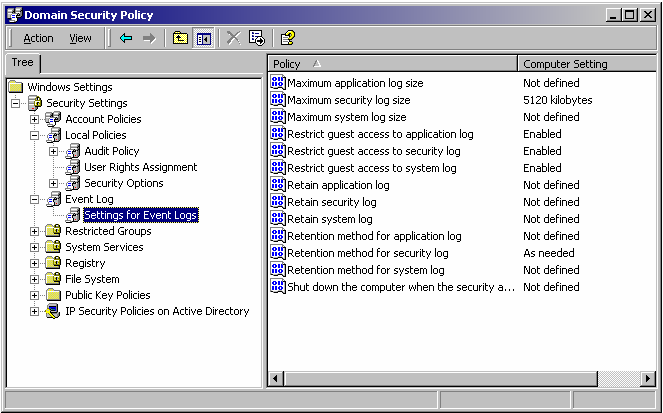 Domain Security Policy
Action View
Tree
Windows Settings
Security Settings
Account Policies
Local Policies
Audit Policy
User Rights Assignment
Security Options
Event Log
Settings for Event Logs
Restricted Groups
System Services
Registry
File System
Public Key Policies
IP Security Policies on Active Directory
Policy Computer Setting
Maximum application log size Not defined
Maximum security log size 5120 kilobytes
Maximum system log size Not defined
Restrict guest access to application log Enabled
Restrict guest access to security log Enabled
Restrict guest access to system log Enabled
Retain application log Not defined
Retain security log Not defined
Retain system log Not defined
Retention method for application log Not defined
Retention method for security log As needed
Retention method for system log Not defined
Shut down the computer when the security a... Not defined